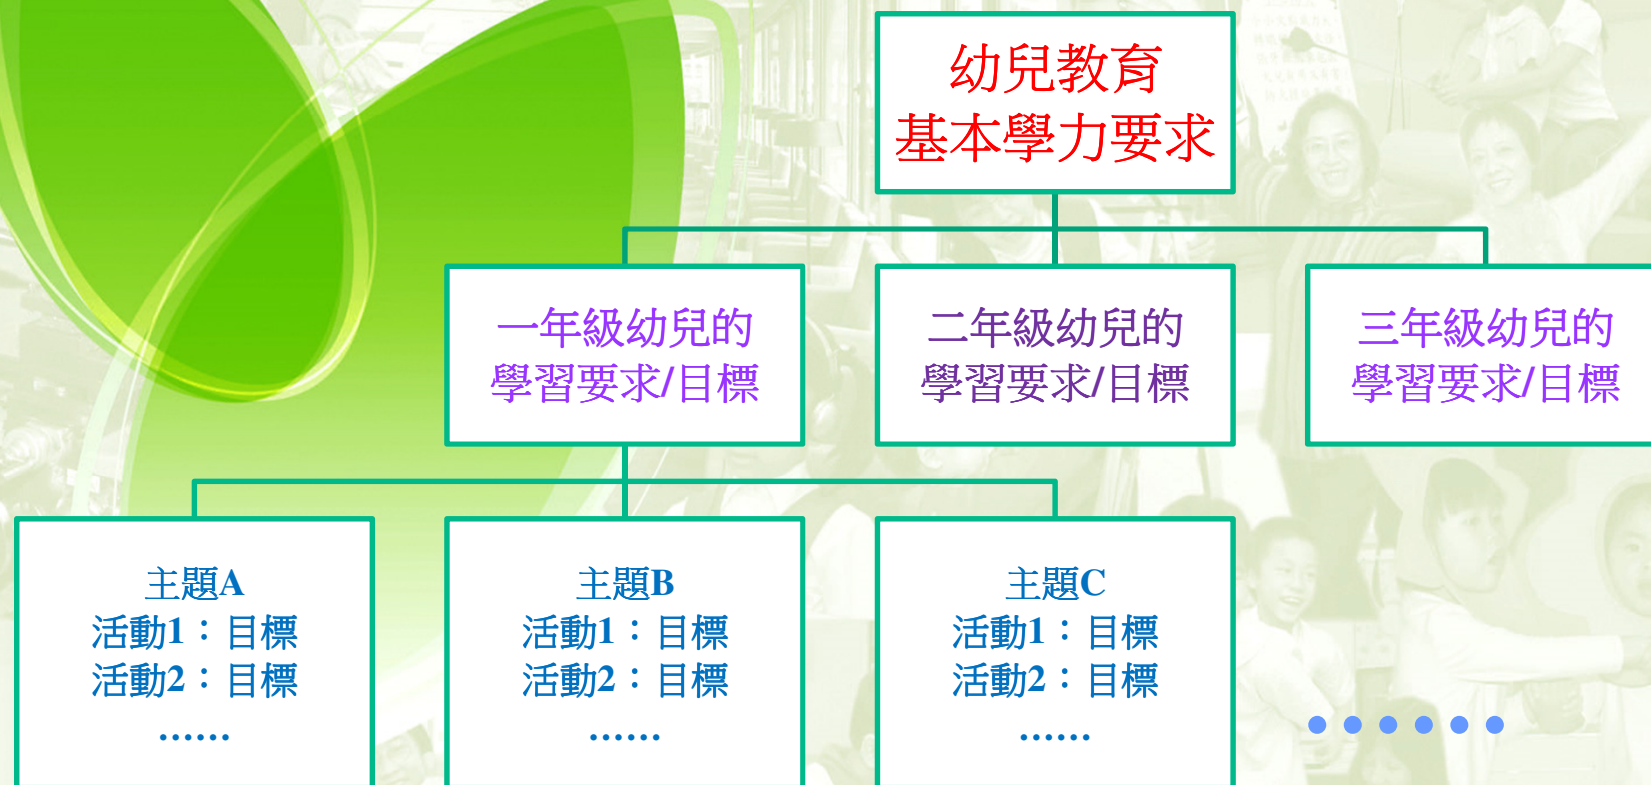 幼兒教育
基本學力要求
一年級幼兒的
學習要求/目標
二年級幼兒的
學習要求/目標
三年級幼兒的
學習要求/目標
主題A
活動1：目標
活動2：目標
……
主題B
活動1：目標
活動2：目標
……
主題C
活動1：目標
活動2：目標
……
……